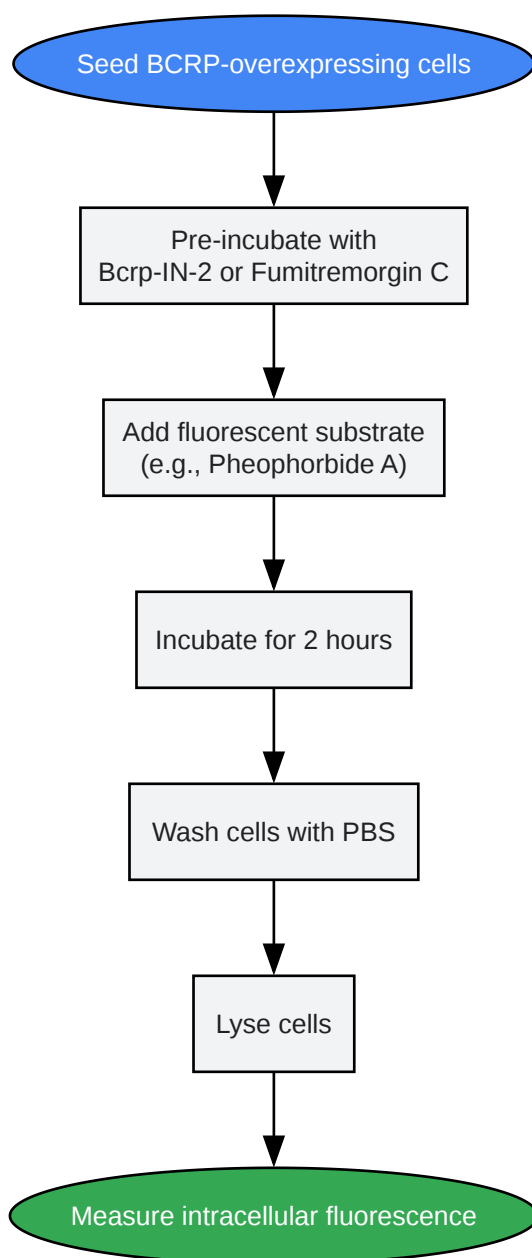 Seed BCRP-overexpressing cells
Pre-incubate with
Bcrp-IN-2 or Fumitremorgin C
Add fluorescent substrate
(e.g., Pheophorbide A)
Incubate for 2 hours
Wash cells with PBS
Lyse cells
Measure intracellular fluorescence